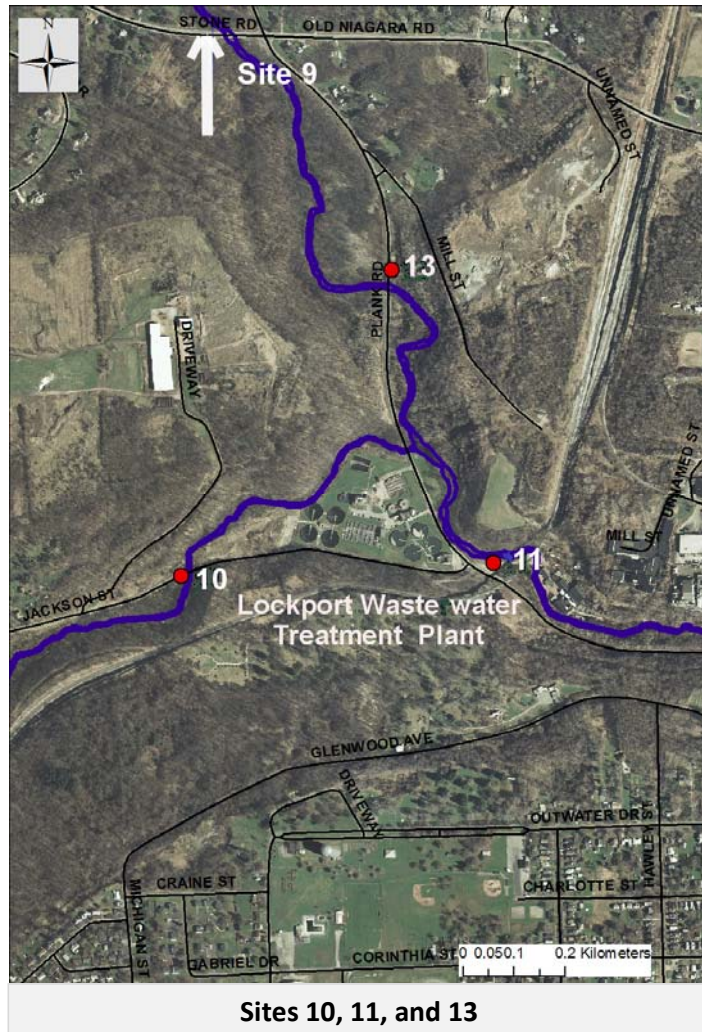 N
STONE RD
OLD NIAGARA RD
Site 9
UNNAMED ST
MILL ST
13
PLANK RD
DRIVEWAY
UNNAMED ST
MILL ST
11
10
JACKSON ST
Lockport Waste water
Treatment Plant
GLENWOOD AVE
DRIVEWAY
OUTWATER DR
HAWLEY ST
MICHIGAN ST
CRAINE ST
CHARLOTTE ST
GABRIEL DR
CORINTHIA ST
0 0.050.1 0.2 Kilometers
Sites 10, 11, and 13